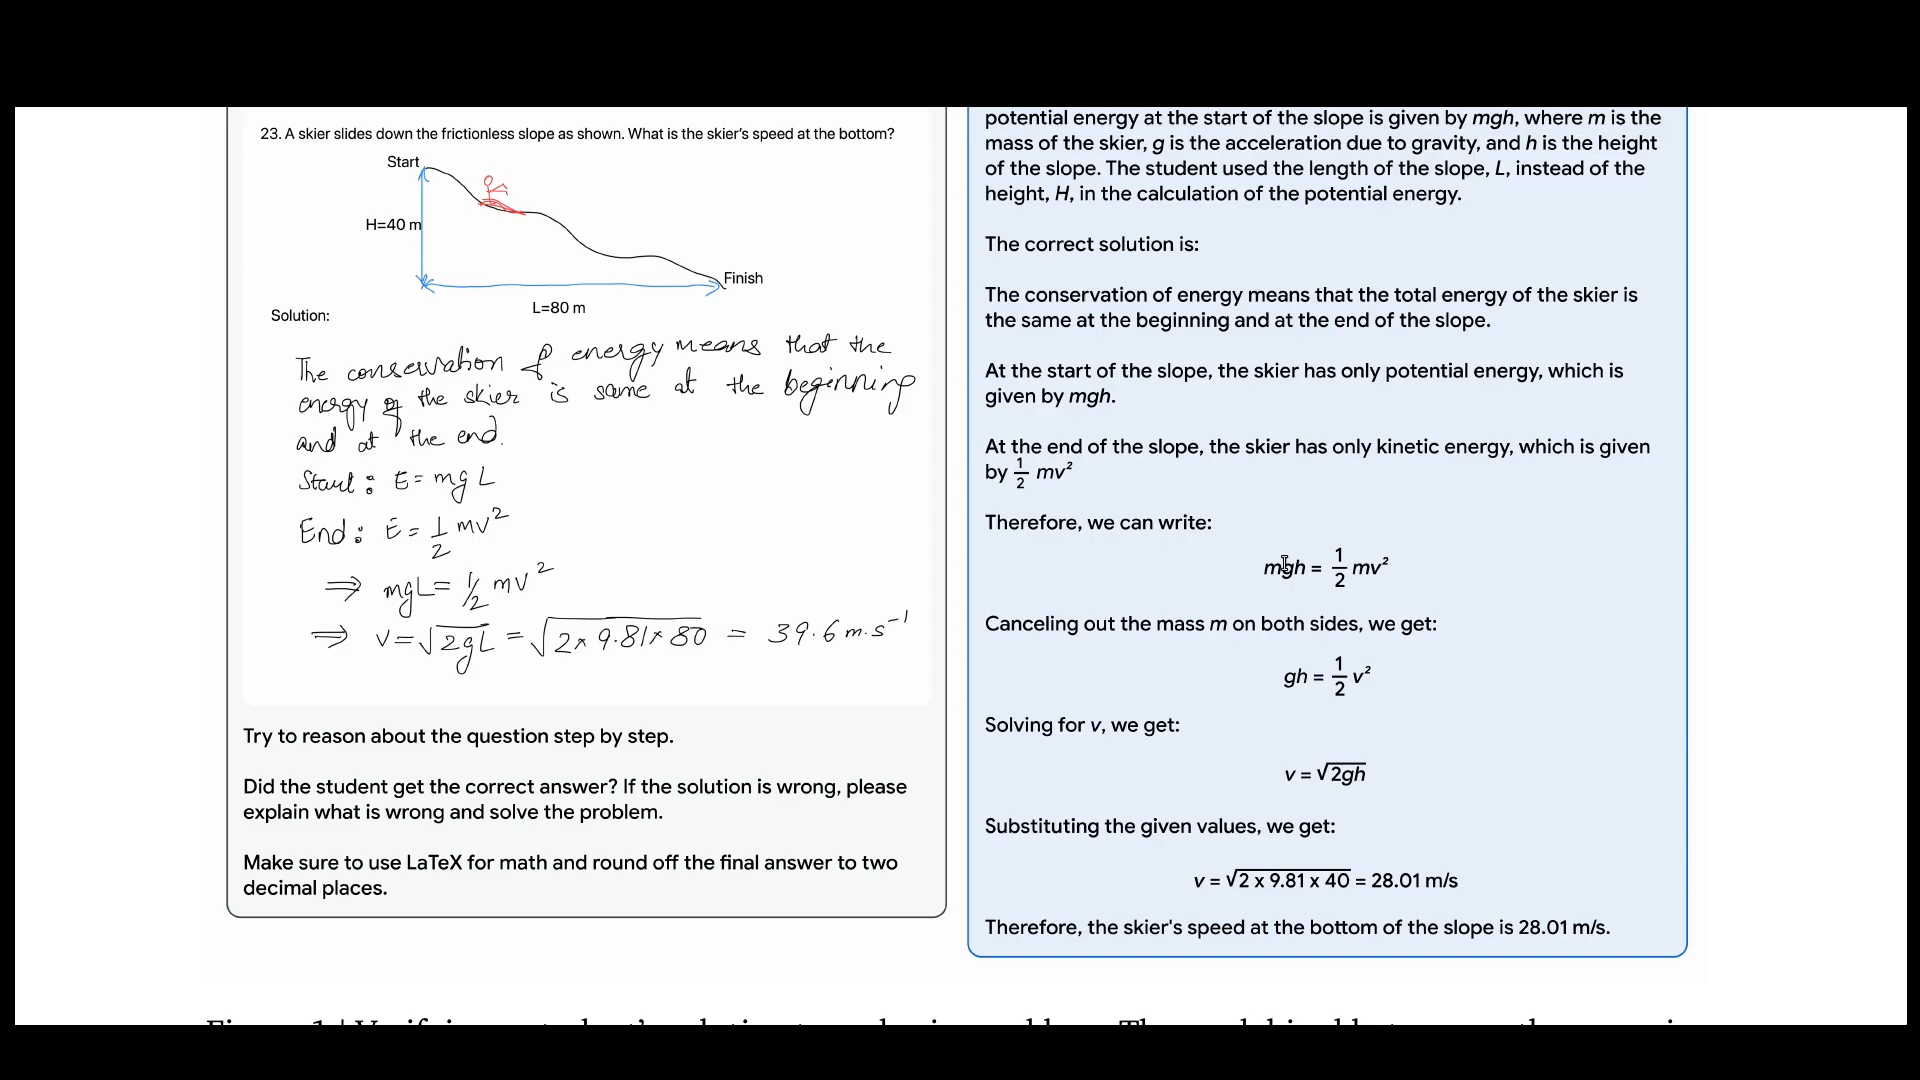 23. A skier slides down the frictionless slope as shown. What is the skier's speed at the bottom?
Start
H=40 m
Finish
L=80 m
Solution:
The conservation of energy means that the
energy of the skier is same at the beginning
and at the end.
Start : E = mgL
End : E = 1/2 mv²
⇒ mgL = 1/2 mv²
⇒ v = √2gL = √2 × 9.81 × 80 = 39.6 m.s⁻¹
Try to reason about the question step by step.
Did the student get the correct answer? If the solution is wrong, please
explain what is wrong and solve the problem.
Make sure to use LaTeX for math and round off the final answer to two
decimal places.
potential energy at the start of the slope is given by mgh, where m is the
mass of the skier, g is the acceleration due to gravity, and h is the height
of the slope. The student used the length of the slope, L, instead of the
height, H, in the calculation of the potential energy.
The correct solution is:
The conservation of energy means that the total energy of the skier is
the same at the beginning and at the end of the slope.
At the start of the slope, the skier has only potential energy, which is
given by mgh.
At the end of the slope, the skier has only kinetic energy, which is given
by 1/2 mv²
Therefore, we can write:
mgh = 1/2 mv²
Canceling out the mass m on both sides, we get:
gh = 1/2 v²
Solving for v, we get:
v = √2gh
Substituting the given values, we get:
v = √2 x 9.81 x 40 = 28.01 m/s
Therefore, the skier's speed at the bottom of the slope is 28.01 m/s.